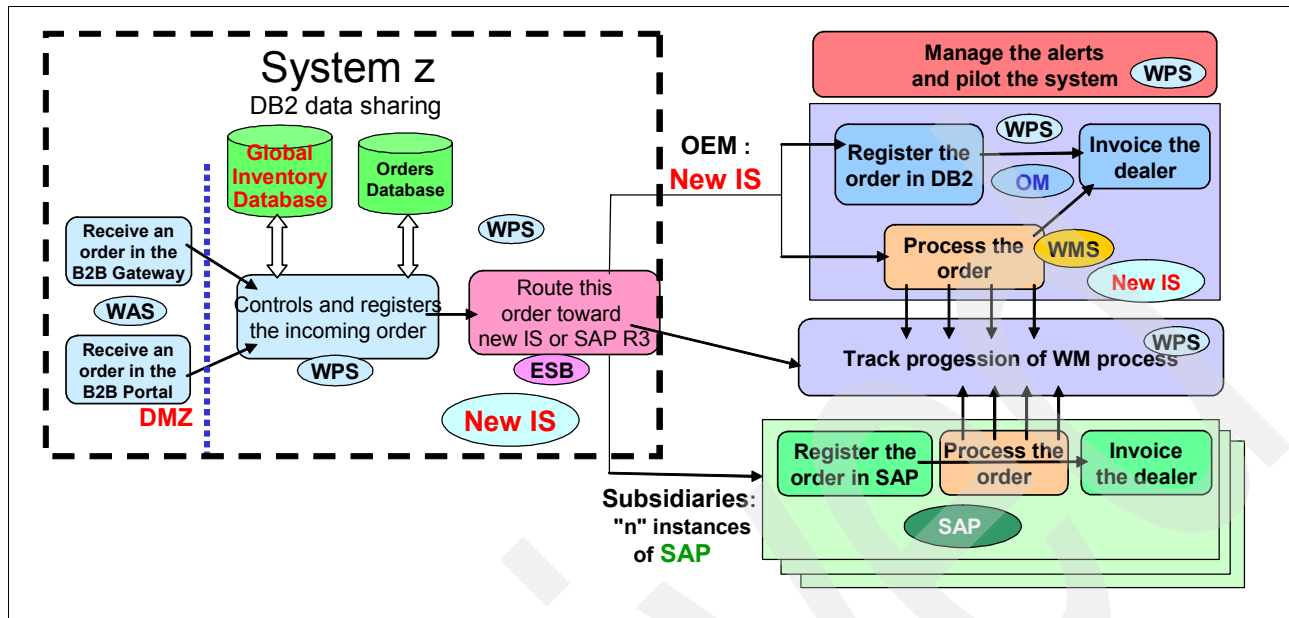 System z
DB2 data sharing
Global
Inventory
Database
Orders
Database
Receive an
order in the
B2B Gateway
WAS
Receive an
order in the
B2B Portal
DMZ
Controls and registers
the incoming order
WPS
WPS
Route this
order toward
new IS or SAP R3
ESB
New IS
OEM :
New IS
Manage the alerts
and pilot the system
WPS
Register the
order in DB2
WPS
OM
Invoice the
dealer
Process the
order
WMS
New IS
Track progession of WM process
WPS
Subsidiaries:
"n" instances
of SAP
Register the
order in SAP
Process the
order
Invoice
the dealer
SAP